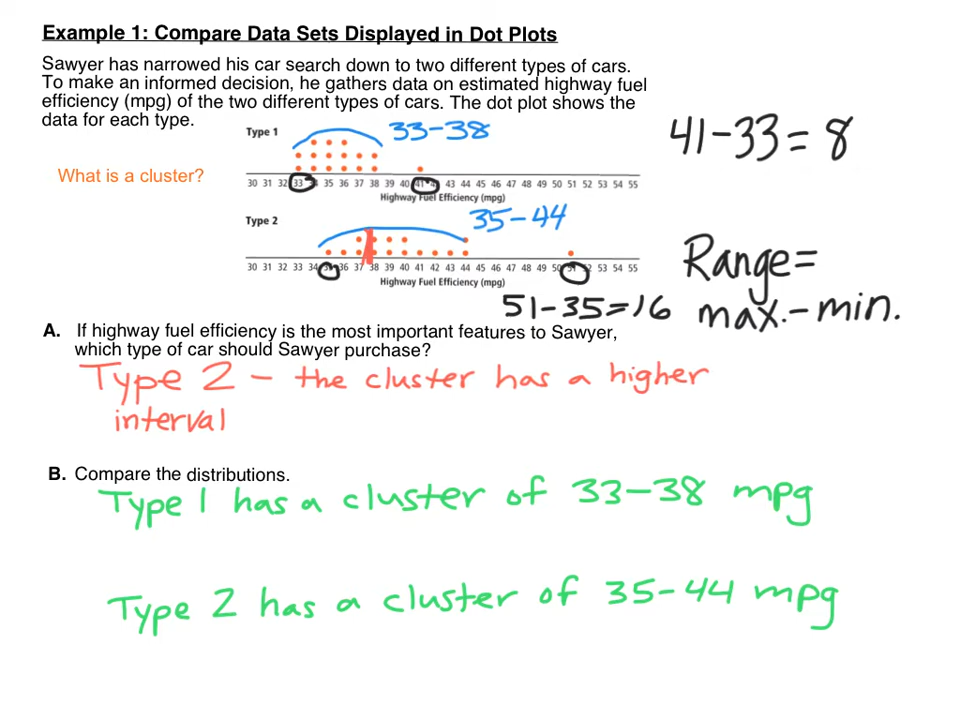 Example 1: Compare Data Sets Displayed in Dot Plots
Sawyer has narrowed his car search down to two different types of cars.
To make an informed decision, he gathers data on estimated highway fuel
efficiency (mpg) of the two different types of cars. The dot plot shows the
data for each type.
Type 1
33-38
41-33=8
What is a cluster?
30 31 32 33 35 36 37 38 39 40 41 43 44 45 46 47 48 49 50 51 52 53 54 55
Highway Fuel Efficiency (mpg)
Type 2
35-44
30 31 32 33 34 36 37 38 39 40 41 42 43 44 45 46 47 48 49 50 53 54 55
Highway Fuel Efficiency (mpg)
Range=
max.-min.
51-35=16
A. If highway fuel efficiency is the most important features to Sawyer,
which type of car should Sawyer purchase?
Type 2 - the cluster has a higher
interval
B. Compare the distributions.
Type 1 has a cluster of 33-38 mpg
Type 2 has a cluster of 35-44 mpg